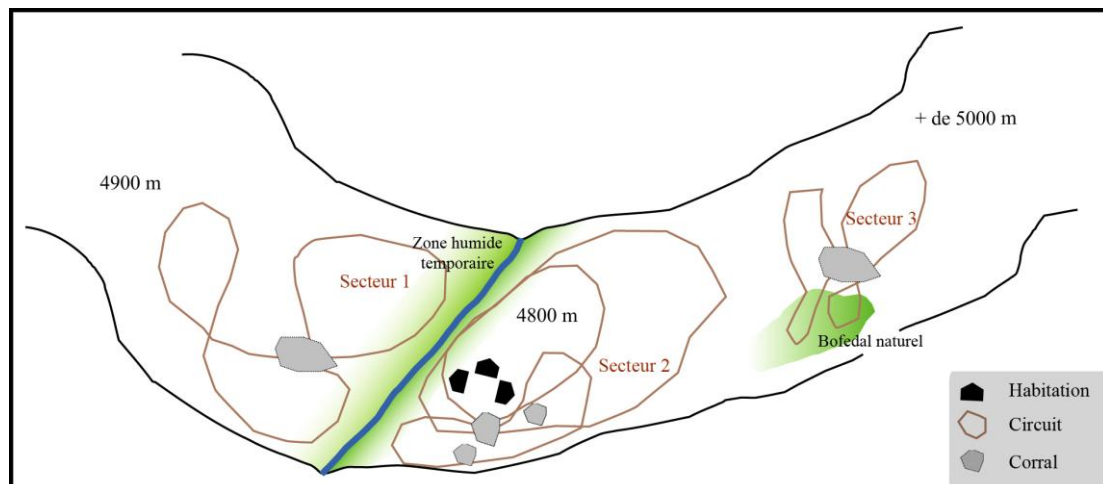 + de 5000 m
4900 m
Secteur 3
Zone humide
temporaire
Secteur 1
4800 m
Bofedal naturel
Secteur 2
Habitation
Circuit
Corral